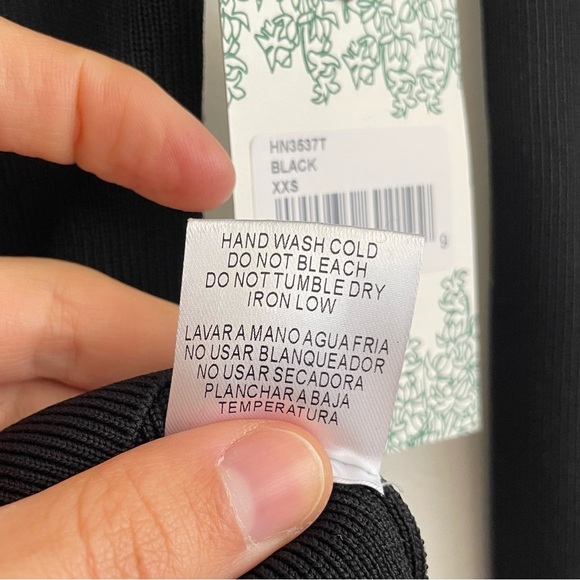 HN3537T
BLACK
XXS
g
HAND WASH COLD
DO NOT BLEACH
DO NOT TUMBLE DRY
IRON LOW
LAVAR A MANO AGUA FRIA
NO USAR BLANQUEADOR
NO USAR SECADORA
PLANCHAR A BAJA
TEMPERATURA